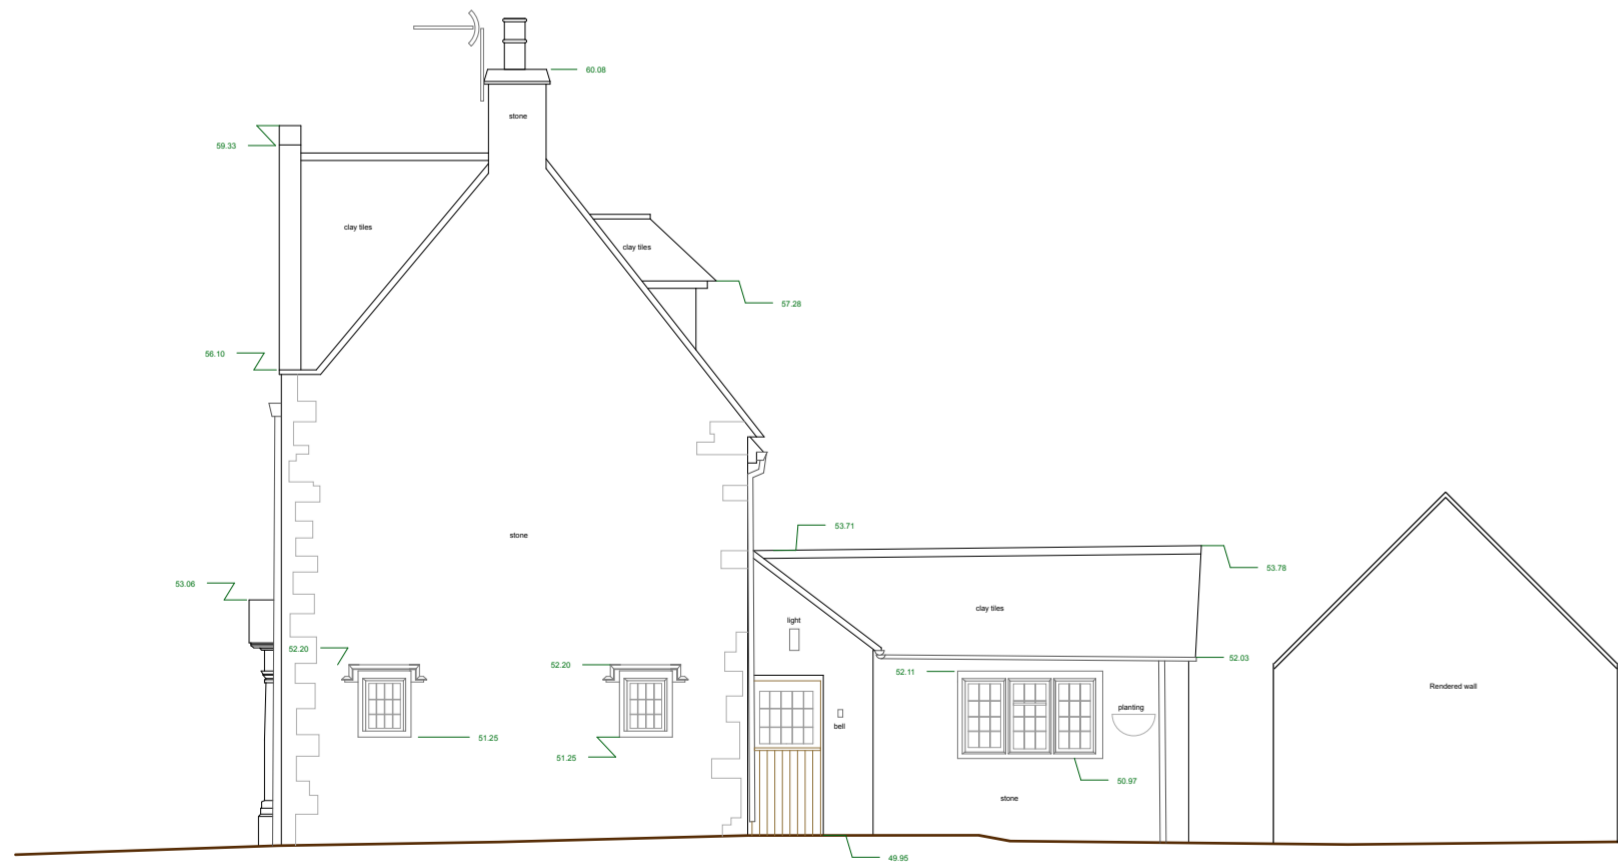 60.08
stone
59.33
clay tiles
clay tiles
57.28
56.10
53.71
stone
53.78
53.06
clay tiles
light
52.20
52.20
52.03
52.11
Rendered wall
planting
bell
51.25
51.25
50.97
stone
49.95